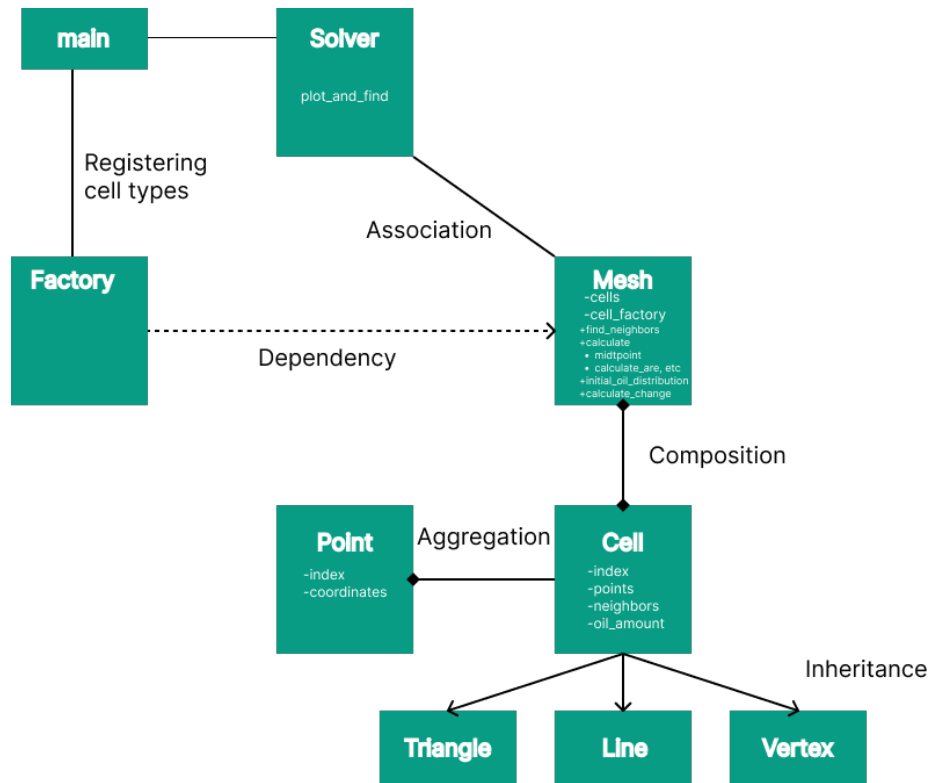 main
Solver
plot_and_find
Registering
cell types
Association
Factory
Mesh
-cells
-cell_factory
+find_neighbors
+calculate
• midtpoint
• calculate_are, etc
+initial_oil_distribution
+calculate_change
Dependency
Composition
Point
-index
-coordinates
Aggregation
Cell
-index
-points
-neighbors
-oil_amount
Inheritance
Triangle
Line
Vertex